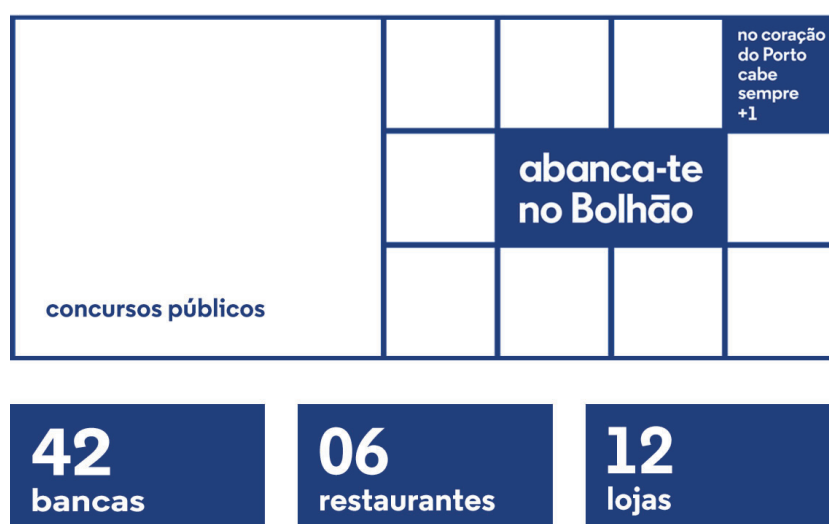 no coração
do Porto
cabe
sempre
+1
abanca-te
no Bolhão
concursos públicos
42
bancas
06
restaurantes
12
lojas